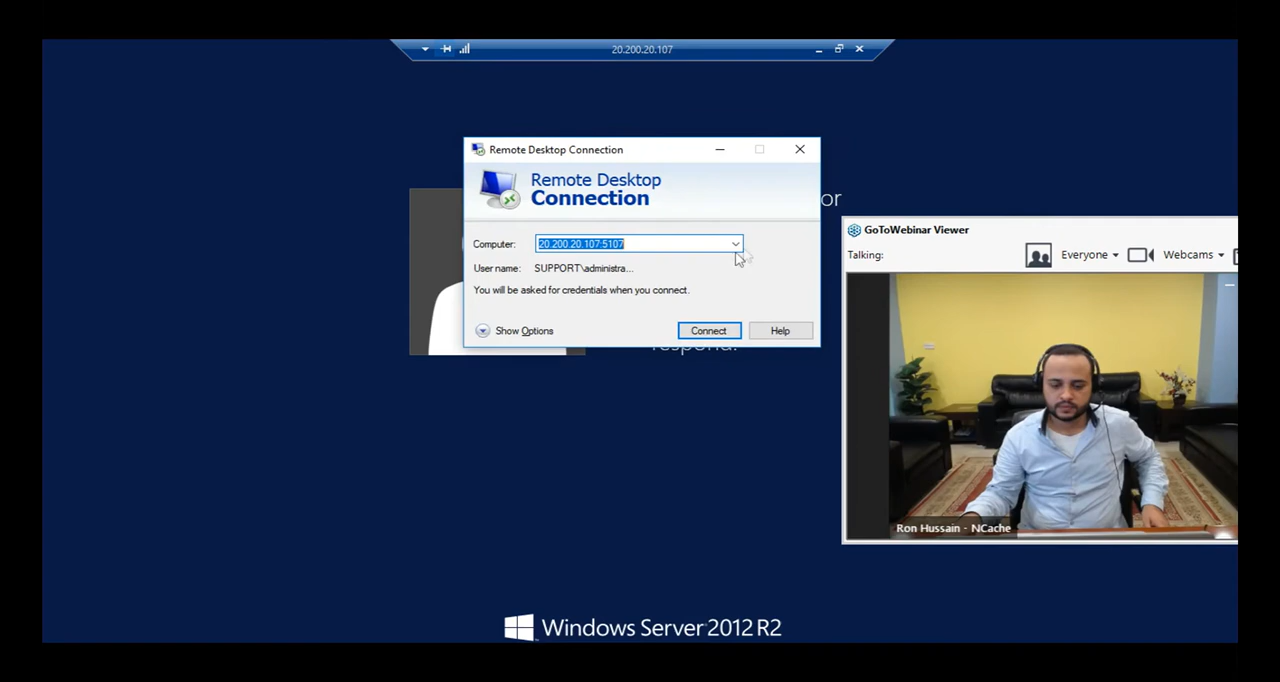 20.200.20.107
Remote Desktop Connection
Remote Desktop
Connection
Computer: 20.200.20.107:5107
User name: SUPPORT\administra...
You will be asked for credentials when you connect.
Show Options
Connect
Help
or
respond.
GoToWebinar Viewer
Talking:
Everyone
Webcams
Ron Hussain - NCache
Windows Server 2012 R2